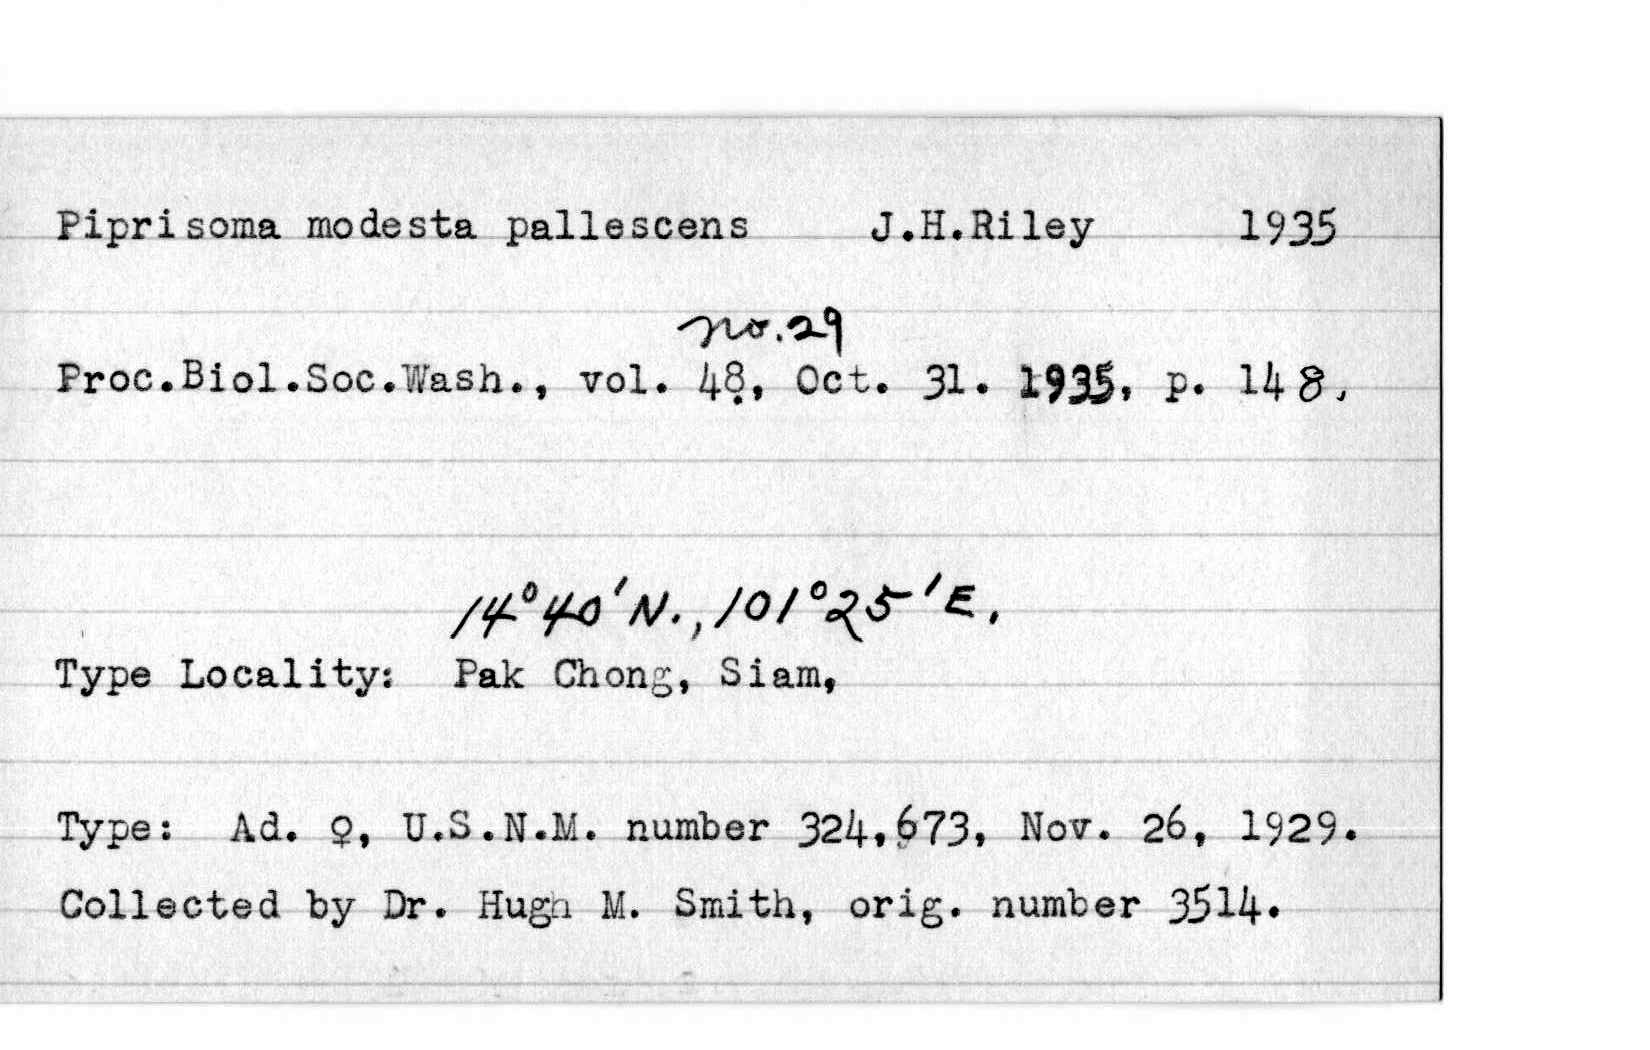 Piprisoma modesta pallescens J.H.Riley 1935
no.29
Proc.Biol.Soc.Wash., vol. 48, Oct. 31. 1935, p. 148,
14°40'N., 101°25'E.
Type Locality: Pak Chong, Siam,
Type: Ad. ♀, U.S.N.M. number 324,673, Nov. 26, 1929.
Collected by Dr. Hugh M. Smith, orig. number 3514.